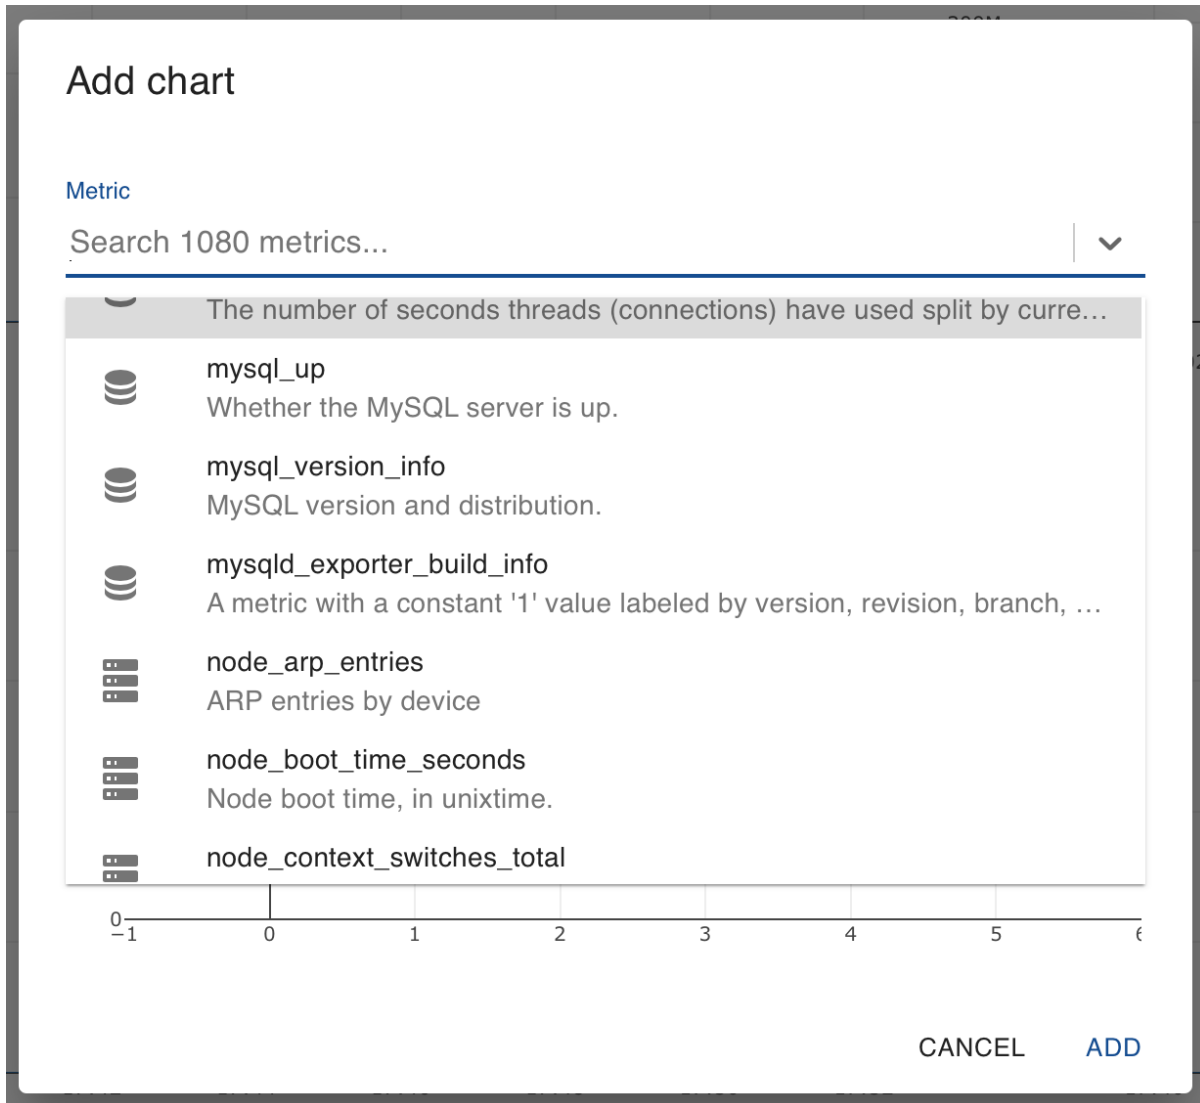 Add chart
Metric
Search 1080 metrics...
The number of seconds threads (connections) have used split by curre...
mysql_up
Whether the MySQL server is up.
mysql_version_info
MySQL version and distribution.
mysqld_exporter_build_info
A metric with a constant '1' value labeled by version, revision, branch, ...
node_arp_entries
ARP entries by device
node_boot_time_seconds
Node boot time, in unixtime.
node_context_switches_total
0
−1 0 1 2 3 4 5
CANCEL ADD